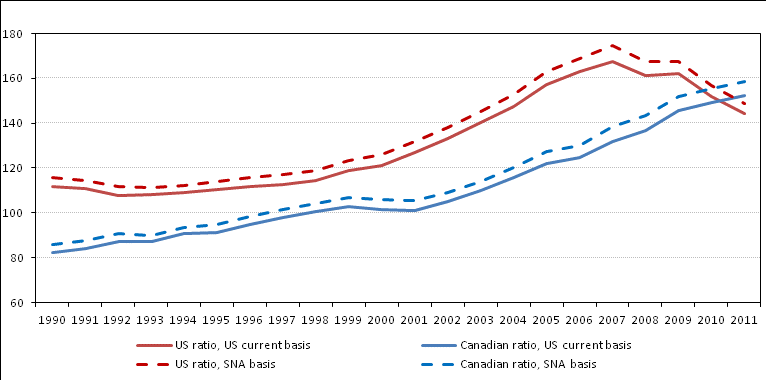 180
160
140
120
100
80
60
1990 1991 1992 1993 1994 1995 1996 1997 1998 1999 2000 2001 2002 2003 2004 2005 2006 2007 2008 2009 2010 2011
US ratio, US current basis
Canadian ratio, US current basis
US ratio, SNA basis
Canadian ratio, SNA basis